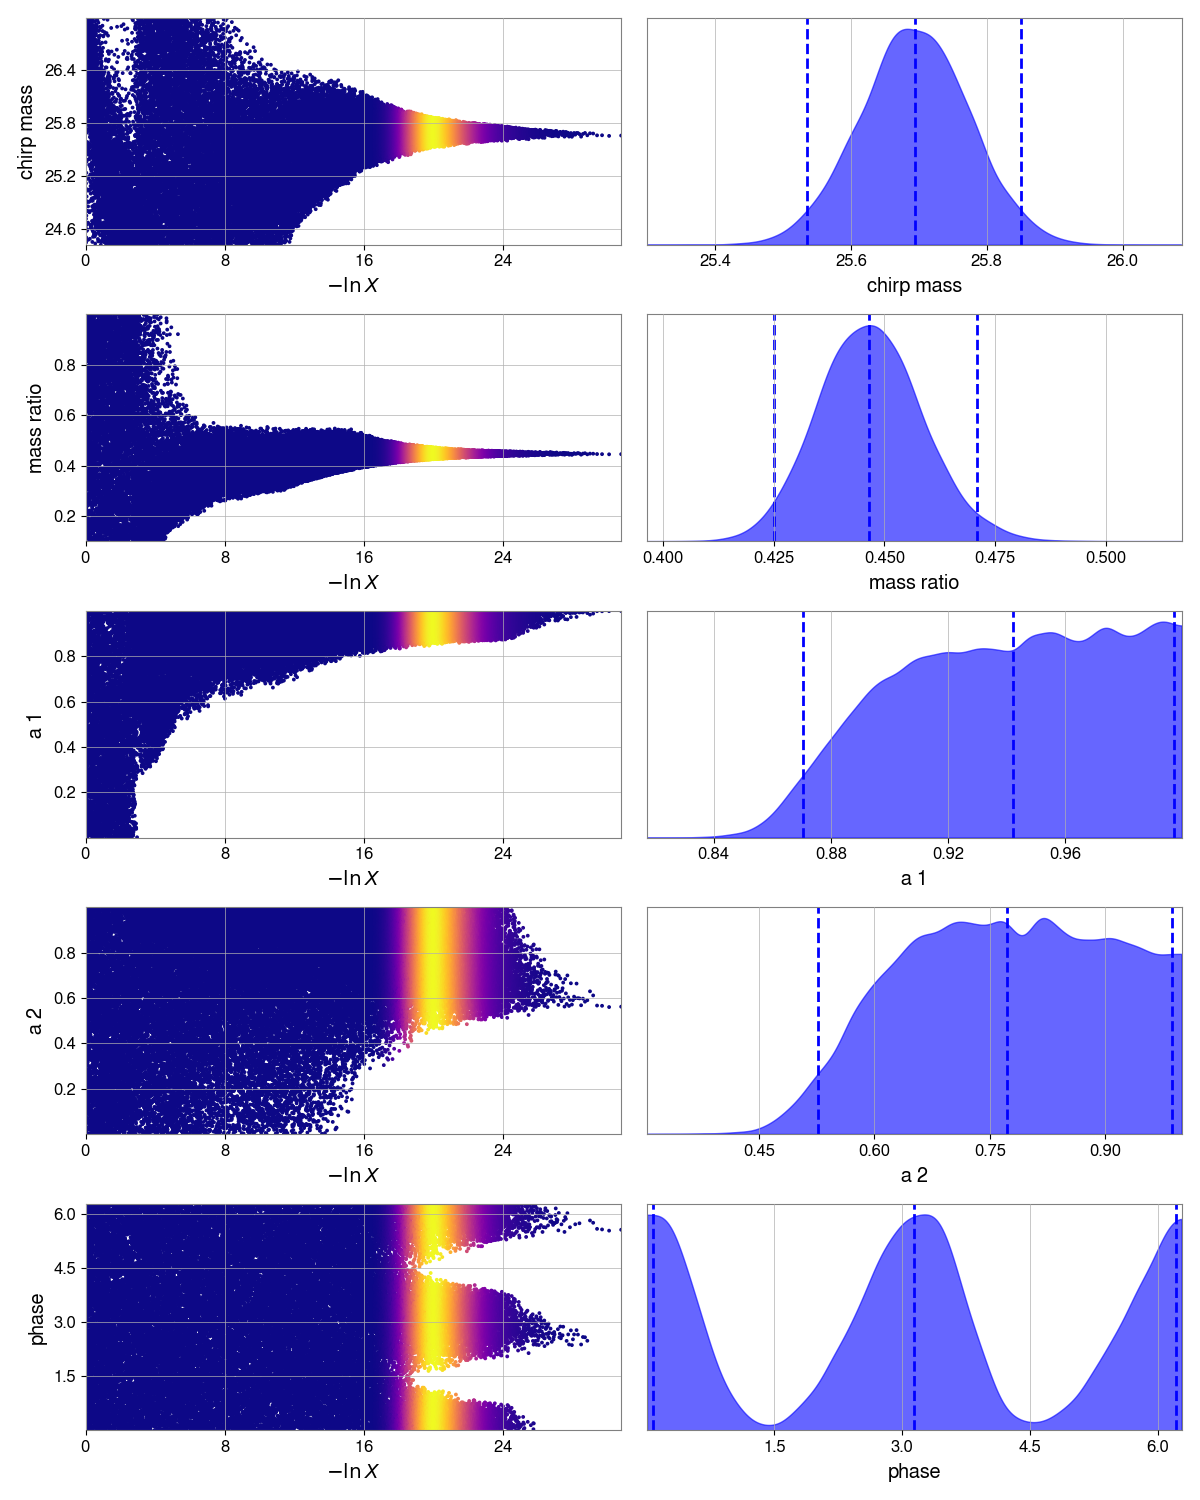 chirp mass
26.4
25.8
25.2
24.6
0 8 16 24
−ln X
25.4 25.6 25.8 26.0
chirp mass
mass ratio
0.8
0.6
0.4
0.2
0 8 16 24
−ln X
0.400 0.425 0.450 0.475 0.500
mass ratio
a 1
0.8
0.6
0.4
0.2
0 8 16 24
−ln X
0.84 0.88 0.92 0.96
a 1
a 2
0.8
0.6
0.4
0.2
0 8 16 24
−ln X
0.45 0.60 0.75 0.90
a 2
phase
6.0
4.5
3.0
1.5
0 8 16 24
−ln X
1.5 3.0 4.5 6.0
phase